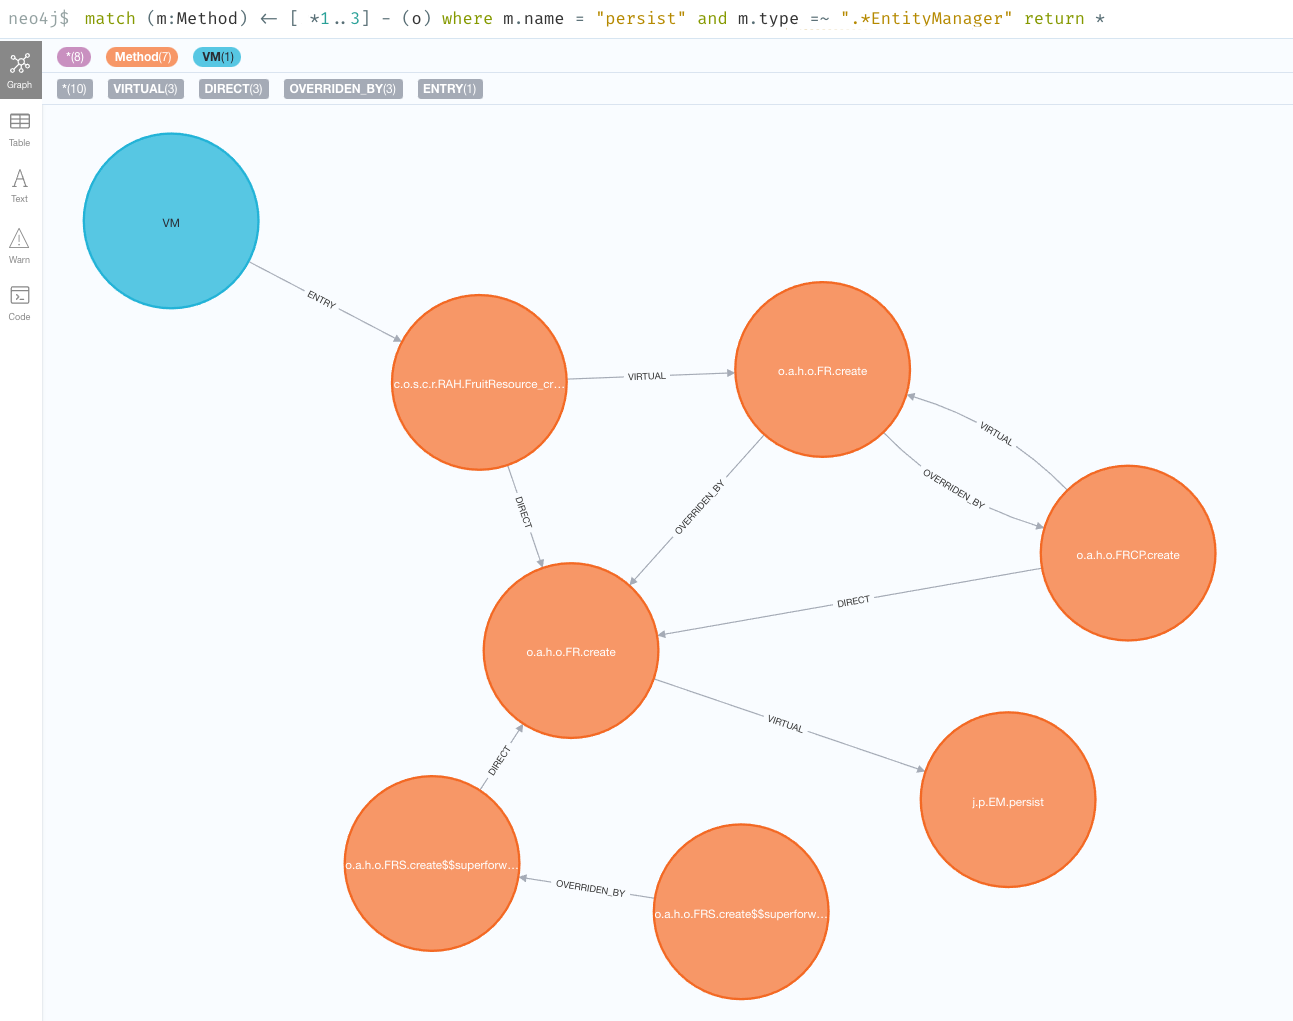 neo4j$ match (m:Method) <- [ *1..3] - (o) where m.name = "persist" and m.type =~ ".*EntityManager" return *
*(8) Method(7) VM(1)
*(10) VIRTUAL(3) DIRECT(3) OVERRIDEN_BY(3) ENTRY(1)
Graph
Table
Text
Warn
Code
VM
ENTRY
c.o.s.c.r.RAH.FruitResource_cr...
VIRTUAL
o.a.h.o.FR.create
VIRTUAL
OVERRIDEN_BY
DIRECT
OVERRIDEN_BY
o.a.h.o.FRCP.create
DIRECT
o.a.h.o.FR.create
VIRTUAL
DIRECT
j.p.EM.persist
o.a.h.o.FRS.create$$superforw...
OVERRIDEN_BY
o.a.h.o.FRS.create$$superforw...